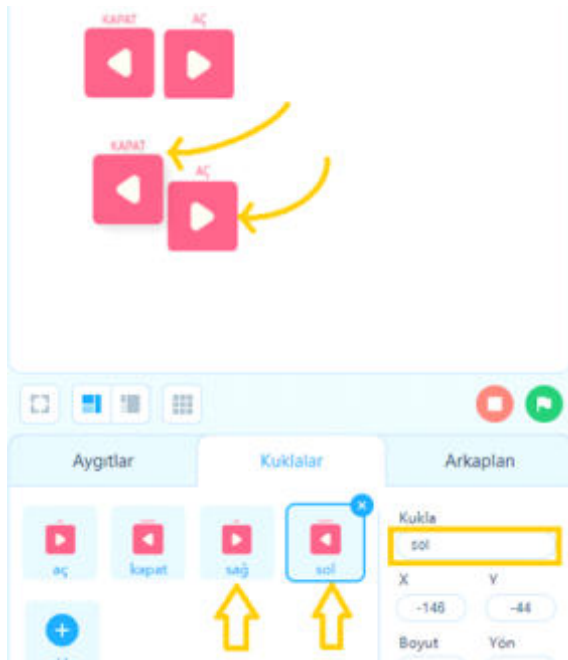 KAPAT AÇ
KAPAT
AÇ
Aygıtlar Kuklalar Arkaplan
Kukla
sol
aç kapat sağ sol
X Y
-146 -44
Boyut Yön